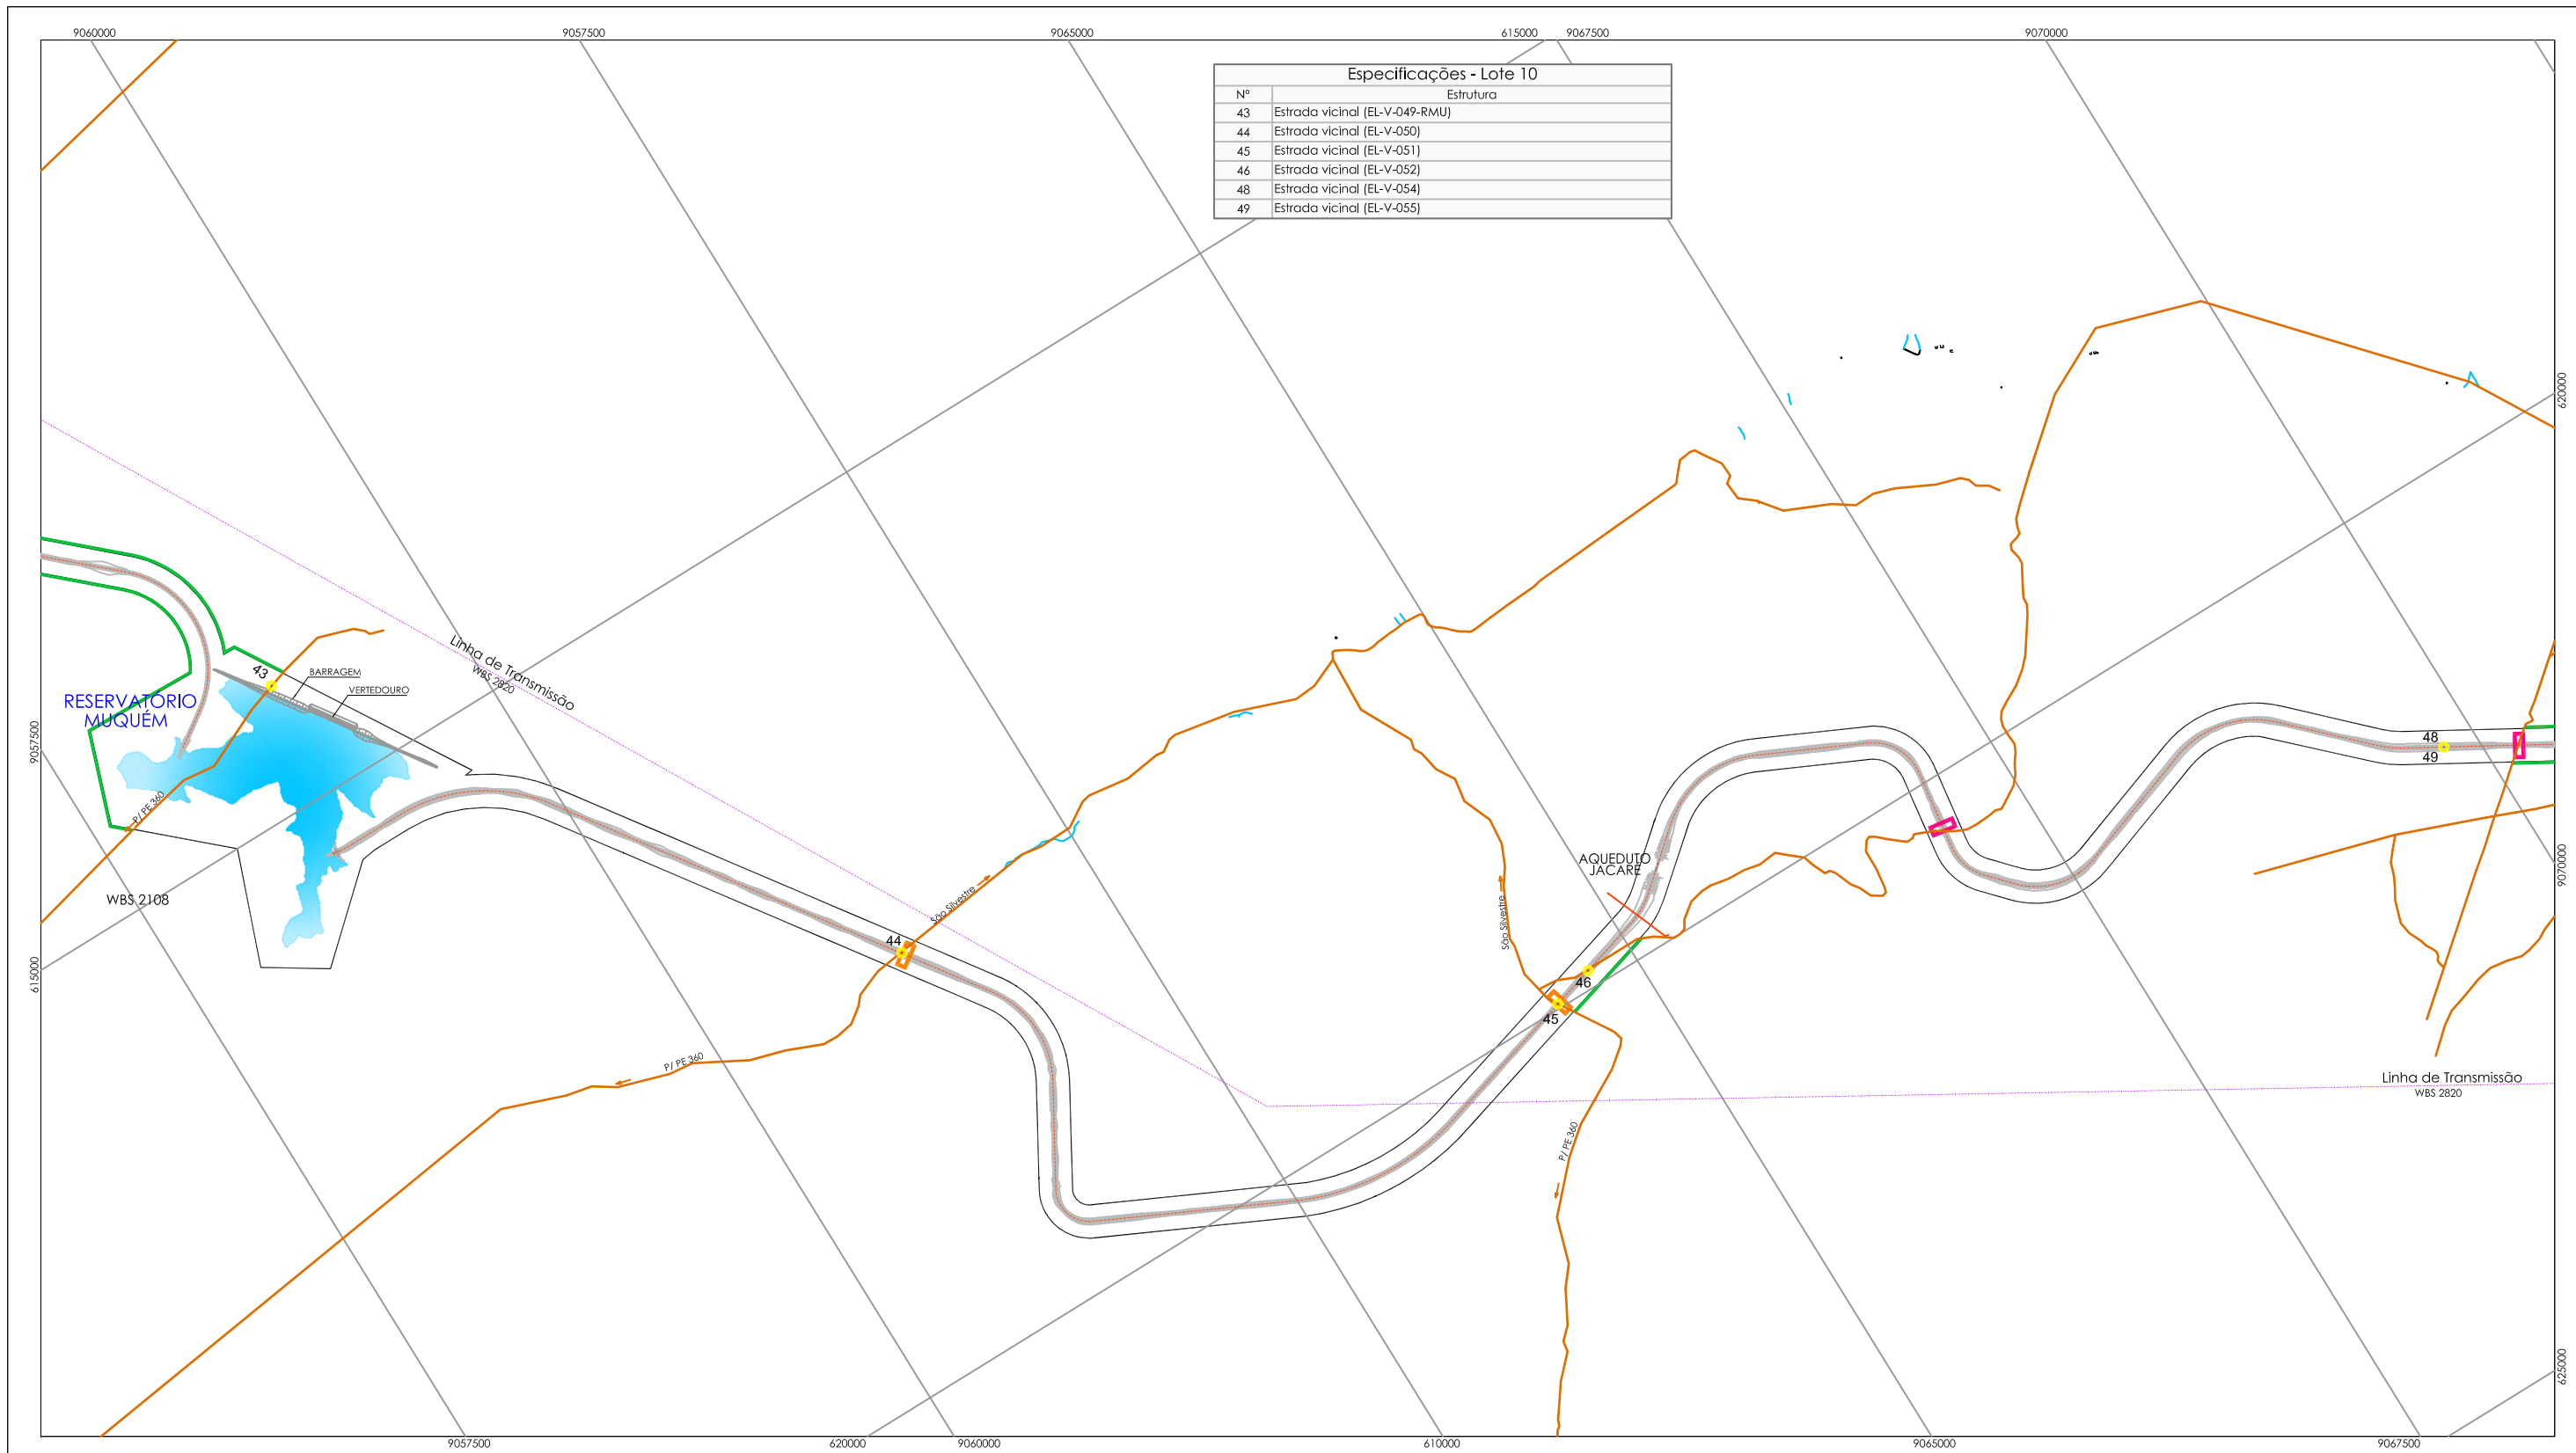 9060000
9057500
9065000
615000
9067500
9070000
Especificações - Lote 10
Nº Estrutura
43 Estrada vicinal (EL-V-049-RMU)
44 Estrada vicinal (EL-V-050)
45 Estrada vicinal (EL-V-051)
46 Estrada vicinal (EL-V-052)
48 Estrada vicinal (EL-V-054)
49 Estrada vicinal (EL-V-055)
620000
Linha de Transmissão
WBS 2820
43
BARRAGEM
VERTEDOURO
RESERVATÓRIO
MUQUÉM
9057500
P/ PE 360
WBS 2108
615000
44
São Silvestre
P/ PE 360
São Silvestre
AQUEDUTO
JACARÉ
46
45
P/ PE 360
48
49
9070000
Linha de Transmissão
WBS 2820
625000
9057500
620000
9060000
610000
9065000
9067500